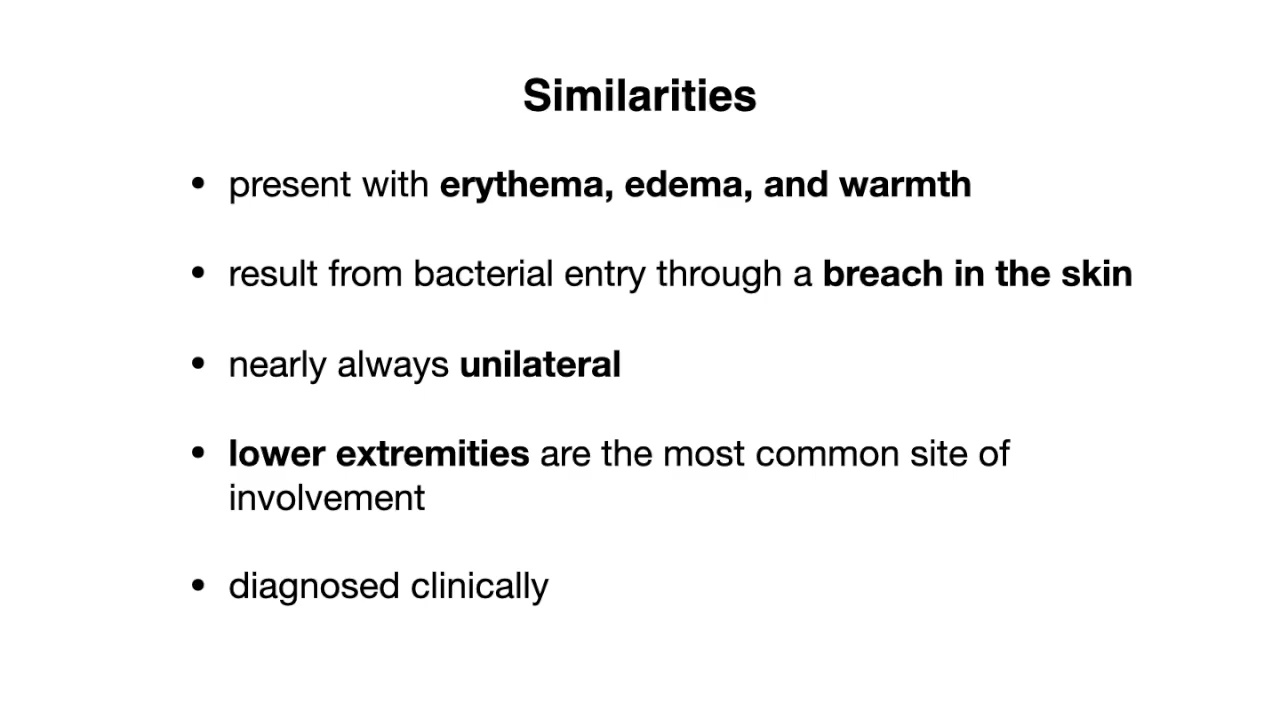 Similarities
• present with erythema, edema, and warmth
• result from bacterial entry through a breach in the skin
• nearly always unilateral
• lower extremities are the most common site of
involvement
• diagnosed clinically